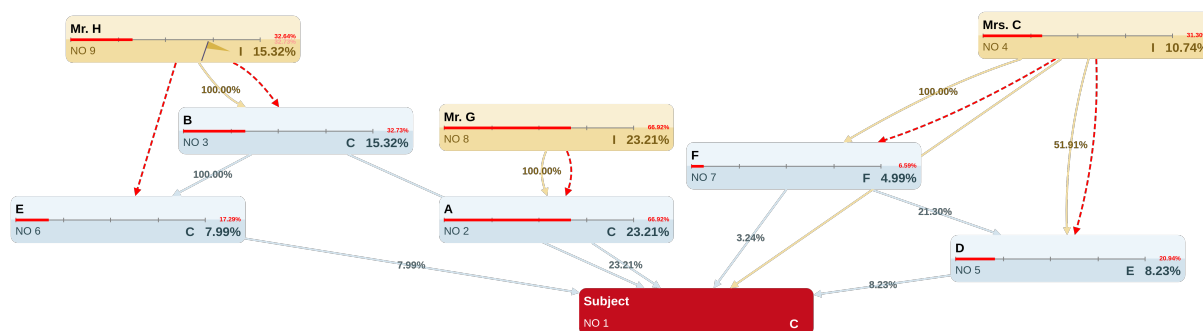 Mr. H
32.64%
NO 9
I 15.32%
Mrs. C
31.30
NO 4
I 10.74%
100.00%
100.00%
B
32.73%
NO 3
C 15.32%
Mr. G
66.92%
NO 8
I 23.21%
F
6.59%
NO 7
F 4.99%
51.91%
100.00%
100.00%
E
17.29%
NO 6
C 7.99%
A
66.92%
NO 2
C 23.21%
21.30%
3.24%
D
20.94%
NO 5
E 8.23%
7.99%
23.21%
8.23%
Subject
NO 1
C